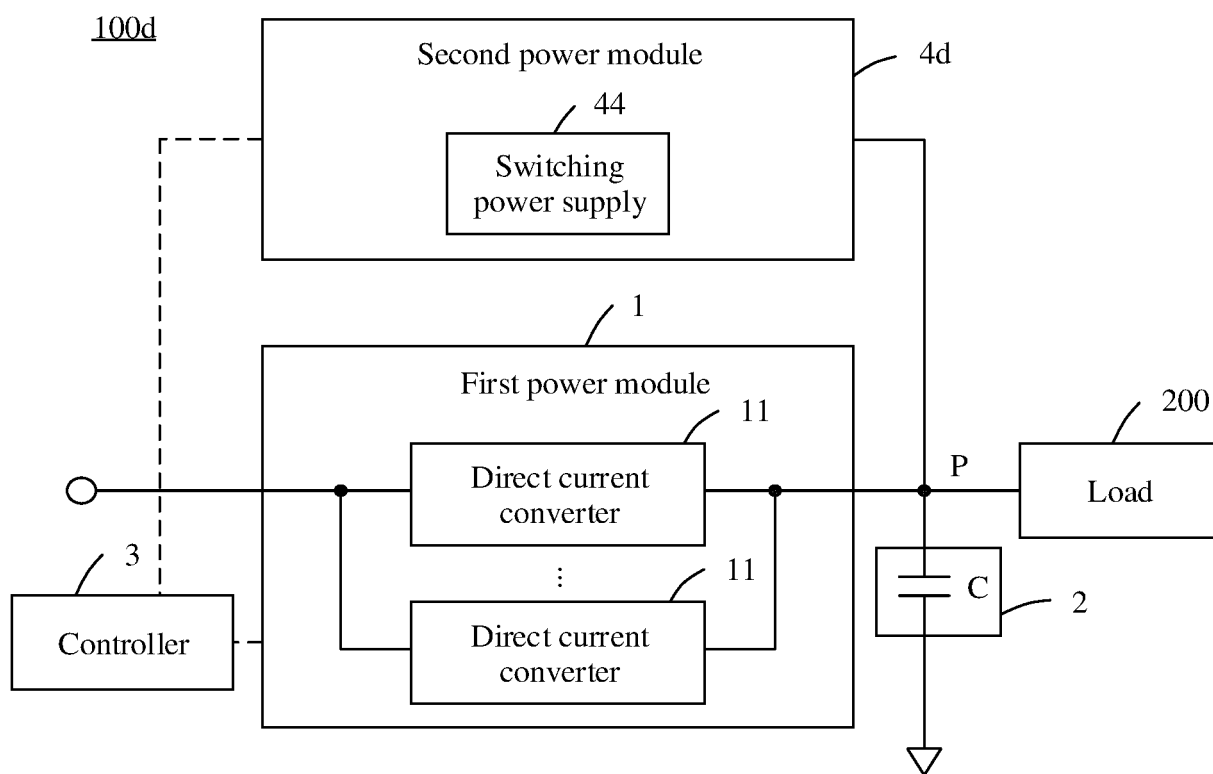 100d
Second power module
4d
44
Switching
power supply
1
First power module
11
200
Direct current
converter
P
Load
3
⋮
11
C
2
Controller
Direct current
converter